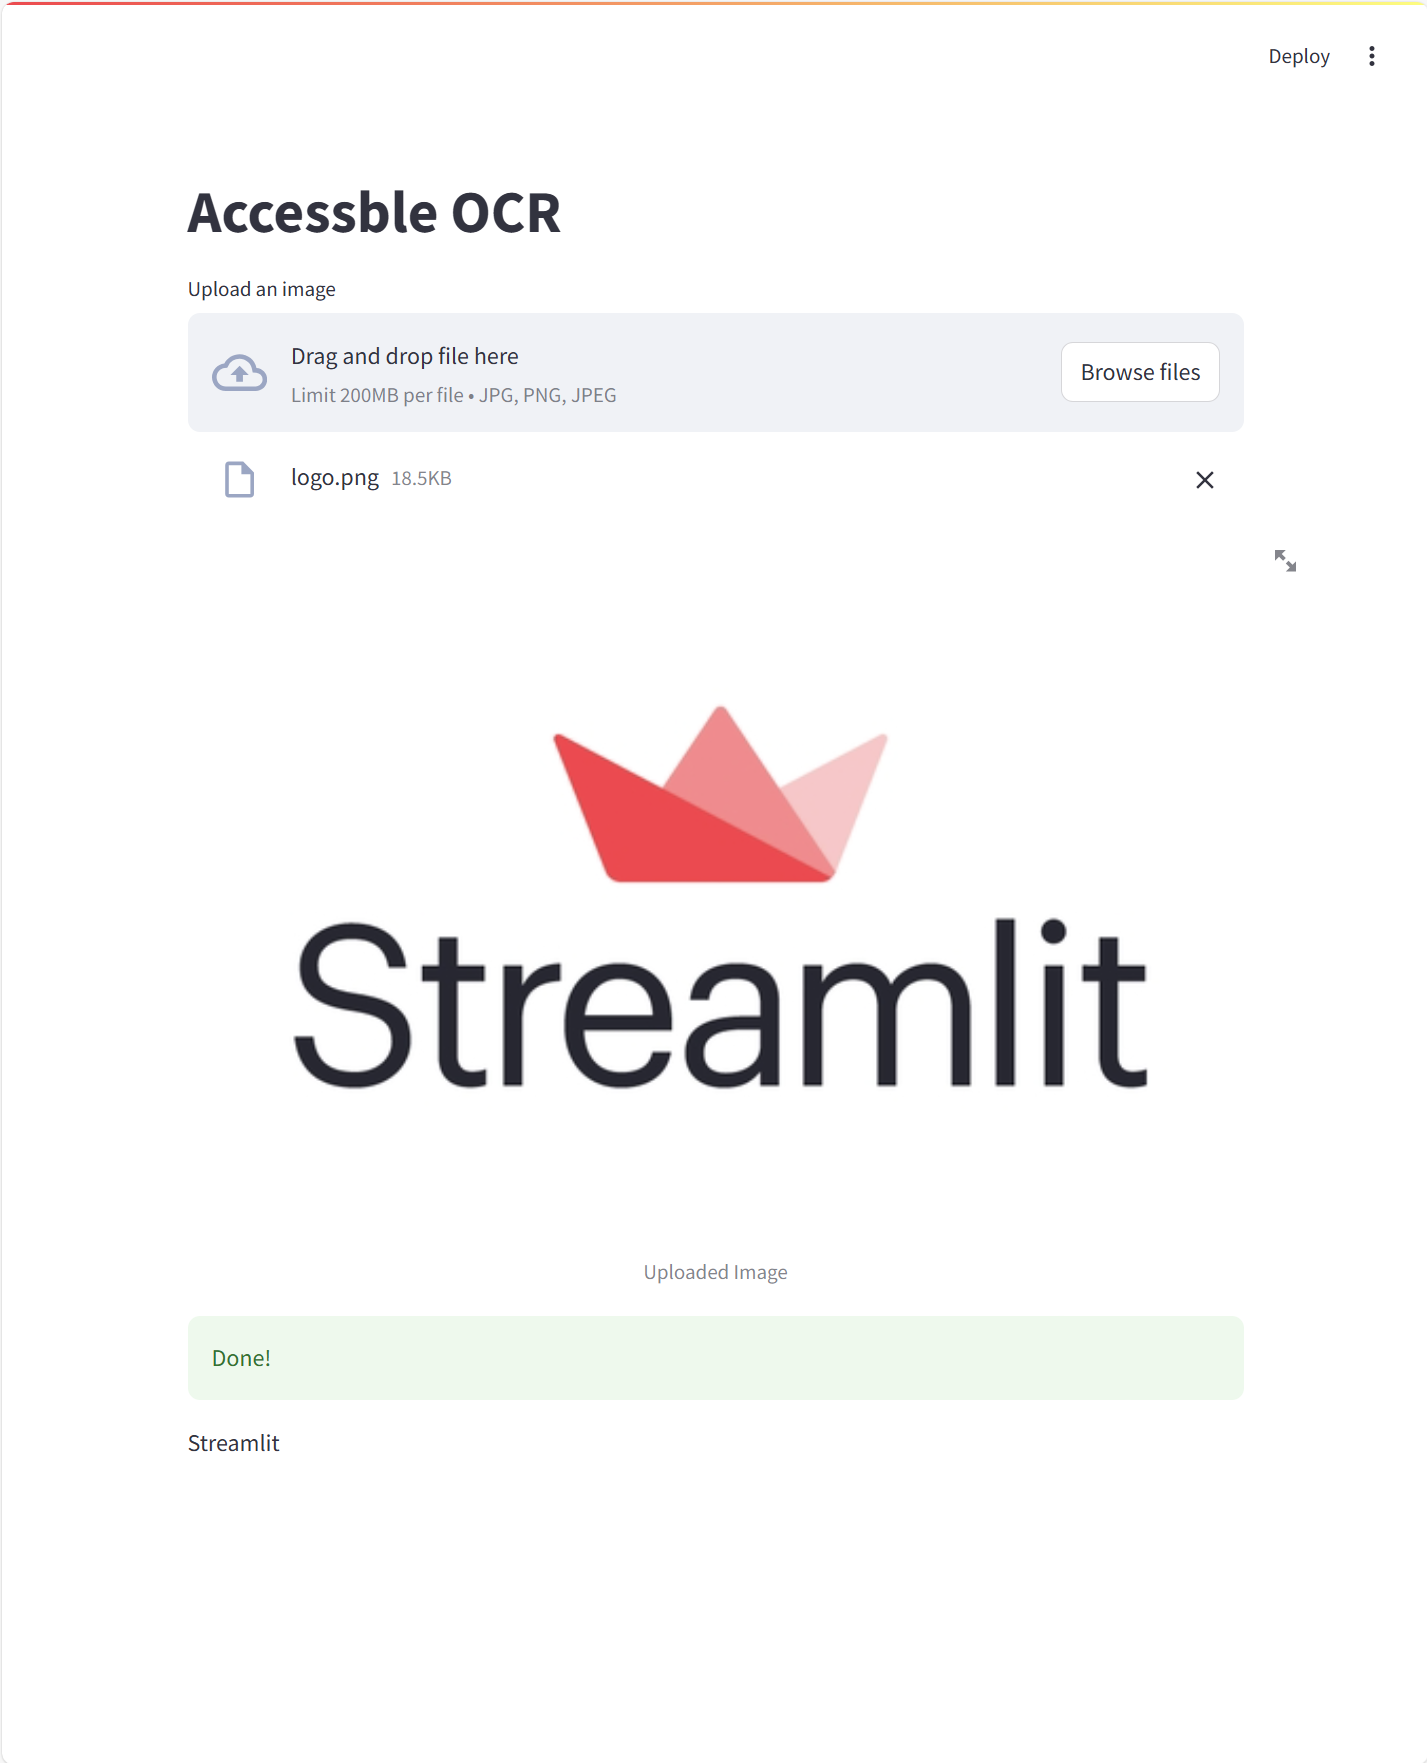 Deploy
Accessble OCR
Upload an image
Drag and drop file here
Limit 200MB per file • JPG, PNG, JPEG
Browse files
logo.png 18.5KB
Streamlit
Uploaded Image
Done!
Streamlit